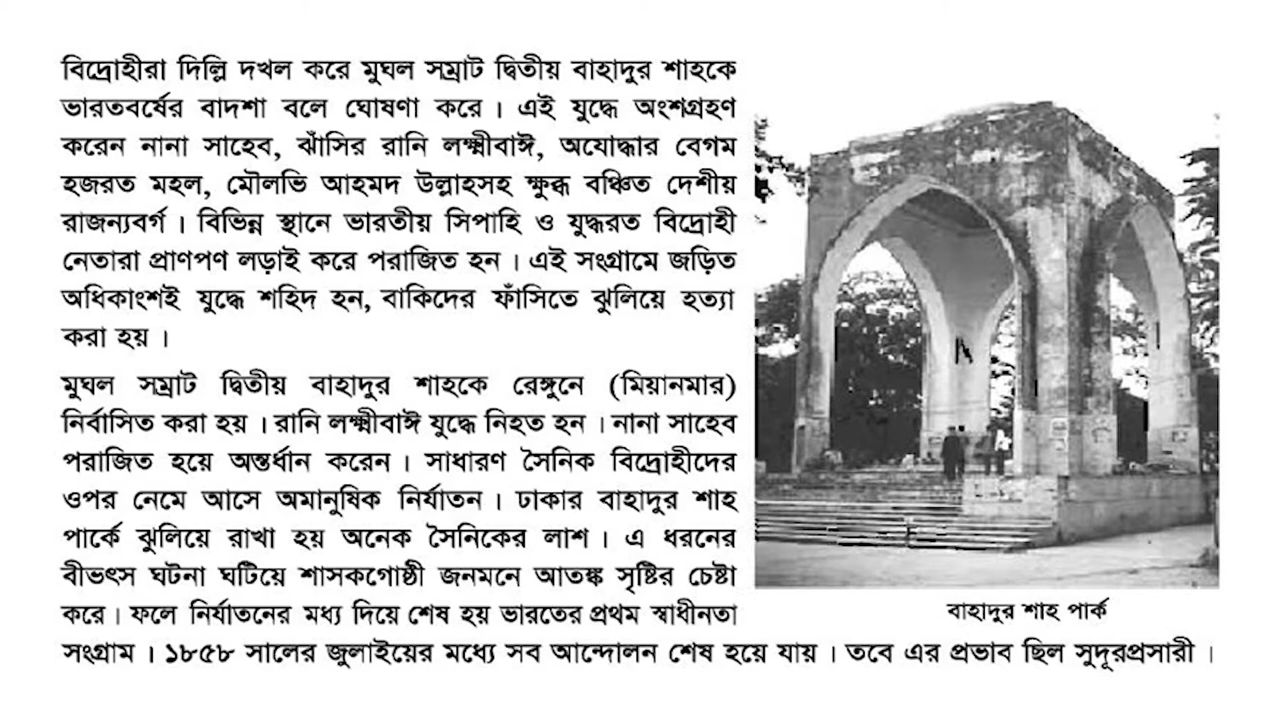 বিদ্রোহীরা দিল্লি দখল করে মুঘল সম্রাট দ্বিতীয় বাহাদুর শাহকে
ভারতবর্ষের বাদশা বলে ঘোষণা করে । এই যুদ্ধে অংশগ্রহণ
করেন নানা সাহেব, ঝাঁসির রানি লক্ষ্মীবাঈ, অযোদ্ধার বেগম
হজরত মহল, মৌলভি আহমদ উল্লাহসহ ক্ষুব্ধ বঞ্চিত দেশীয়
রাজন্যবর্গ । বিভিন্ন স্থানে ভারতীয় সিপাহি ও যুদ্ধরত বিদ্রোহী
নেতারা প্রাণপণ লড়াই করে পরাজিত হন । এই সংগ্রামে জড়িত
অধিকাংশই যুদ্ধে শহিদ হন, বাকিদের ফাঁসিতে ঝুলিয়ে হত্যা
করা হয় ।
মুঘল সম্রাট দ্বিতীয় বাহাদুর শাহকে রেঙ্গুনে (মিয়ানমার)
নির্বাসিত করা হয় । রানি লক্ষ্মীবাঈ যুদ্ধে নিহত হন । নানা সাহেব
পরাজিত হয়ে অন্তর্ধান করেন । সাধারণ সৈনিক বিদ্রোহীদের
ওপর নেমে আসে অমানুষিক নির্যাতন । ঢাকার বাহাদুর শাহ
পার্কে ঝুলিয়ে রাখা হয় অনেক সৈনিকের লাশ । এ ধরনের
বীভৎস ঘটনা ঘটিয়ে শাসকগোষ্ঠী জনমনে আতঙ্ক সৃষ্টির চেষ্টা
করে । ফলে নির্যাতনের মধ্য দিয়ে শেষ হয় ভারতের প্রথম স্বাধীনতা
সংগ্রাম । ১৮৫৮ সালের জুলাইয়ের মধ্যে সব আন্দোলন শেষ হয়ে যায় । তবে এর প্রভাব ছিল সুদূরপ্রসারী ।
বাহাদুর শাহ পার্ক